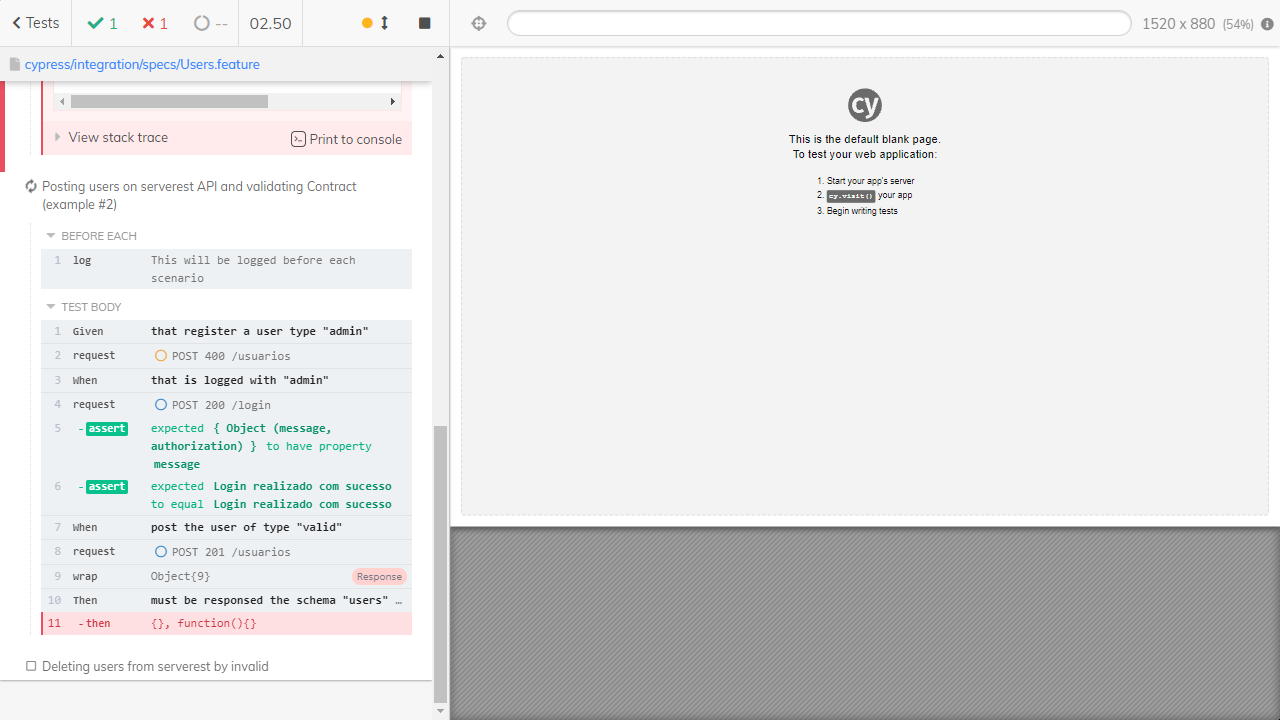 Tests
1
1
--
02.50
1520 x 880 (54%)
cypress/integration/specs/Users.feature
View stack trace
Print to console
Posting users on serverest API and validating Contract
(example #2)
BEFORE EACH
1 log This will be logged before each
scenario
TEST BODY
1 Given that register a user type "admin"
2 request POST 400 /usuarios
3 When that is logged with "admin"
4 request POST 200 /login
5 -assert expected { Object (message,
authorization) } to have property
message
6 -assert expected Login realizado com sucesso
to equal Login realizado com sucesso
7 When post the user of type "valid"
8 request POST 201 /usuarios
9 wrap Object{9} Response
10 Then must be responsed the schema "users" …
11 -then {}, function(){}
Deleting users from serverest by invalid
cy
This is the default blank page.
To test your web application:
1. Start your app's server
2. cy.visit() your app
3. Begin writing tests